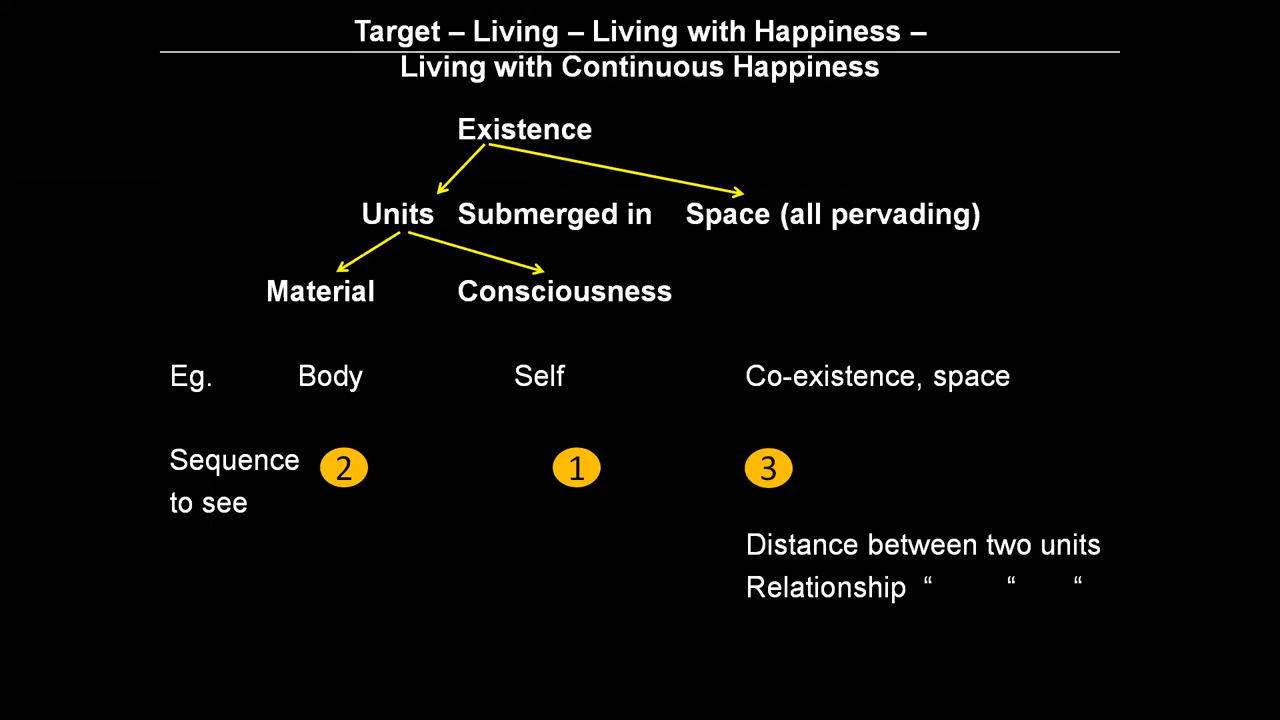 Target – Living – Living with Happiness –
Living with Continuous Happiness
Existence
Units Submerged in Space (all pervading)
Material Consciousness
Eg. Body Self Co-existence, space
Sequence 2 1 3
to see
Distance between two units
Relationship “ “ “